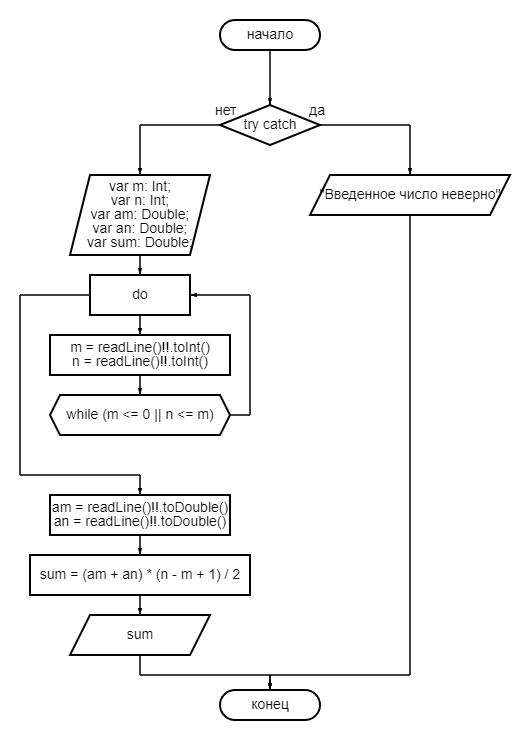 начало
нет
да
try catch
var m: Int;
var n: Int;
var am: Double;
var an: Double;
var sum: Double;
"Введенное число неверно"
do
m = readLine()!!.toInt()
n = readLine()!!.toInt()
while (m <= 0 || n <= m)
am = readLine()!!.toDouble()
an = readLine()!!.toDouble()
sum = (am + an) * (n - m + 1) / 2
sum
конец